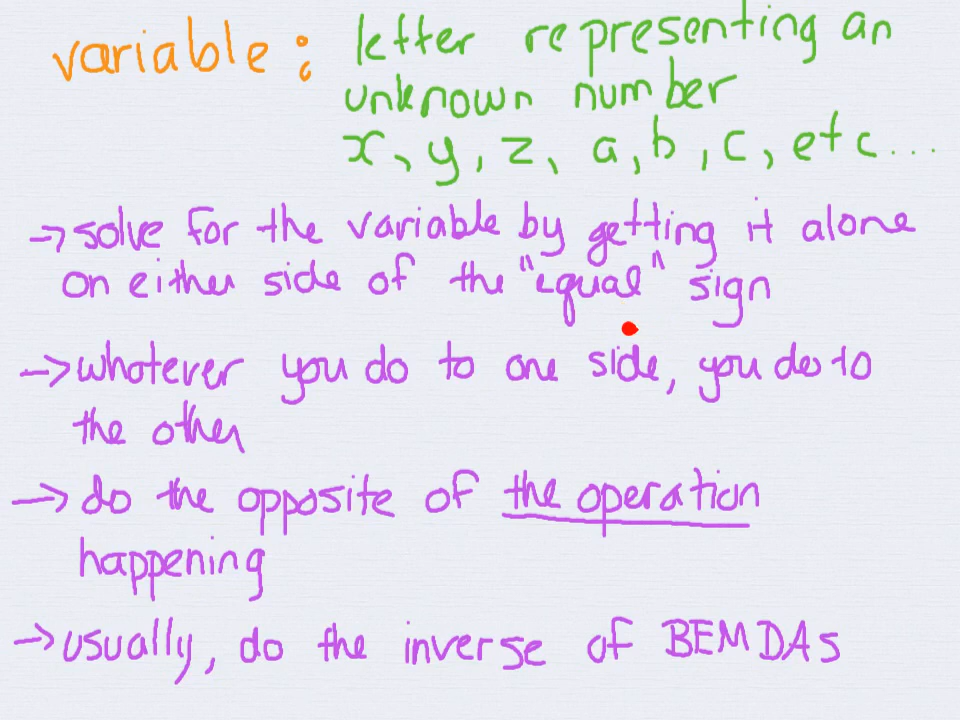 variable: letter representing an
unknown number
x, y, z, a, b, c, etc...
→ solve for the variable by getting it alone
on either side of the "equal" sign
→ whatever you do to one side, you do to
the other
→ do the opposite of the operation
happening
→ usually, do the inverse of BEMDAS